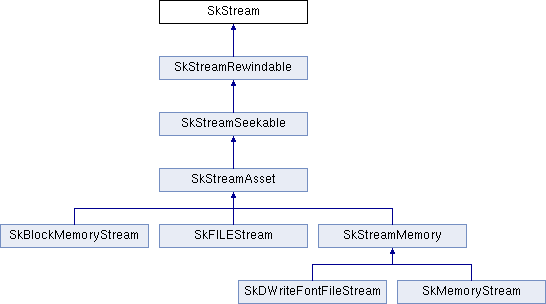 SkStream
SkStreamRewindable
SkStreamSeekable
SkStreamAsset
SkBlockMemoryStream
SkFILEStream
SkStreamMemory
SkDWriteFontFileStream
SkMemoryStream